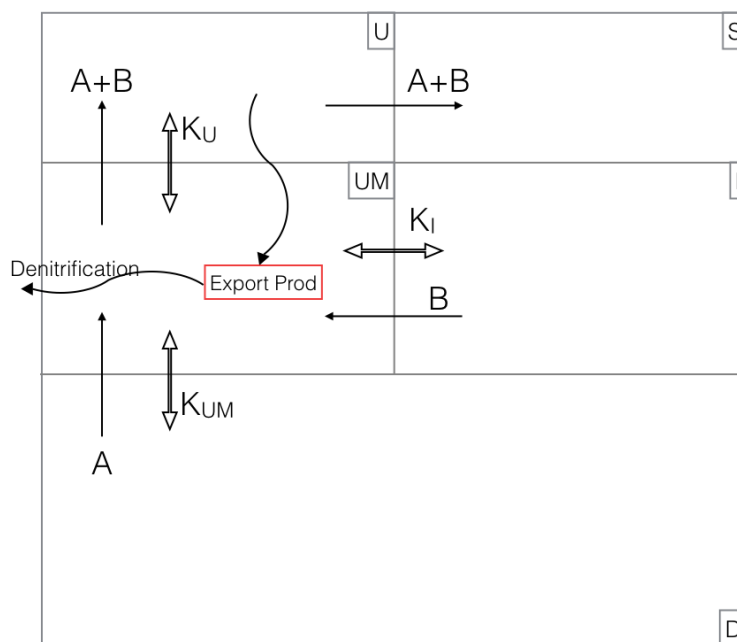 U
S
A+B
A+B
K_U
UM
K_I
Denitrification
Export Prod
B
K_UM
A
D